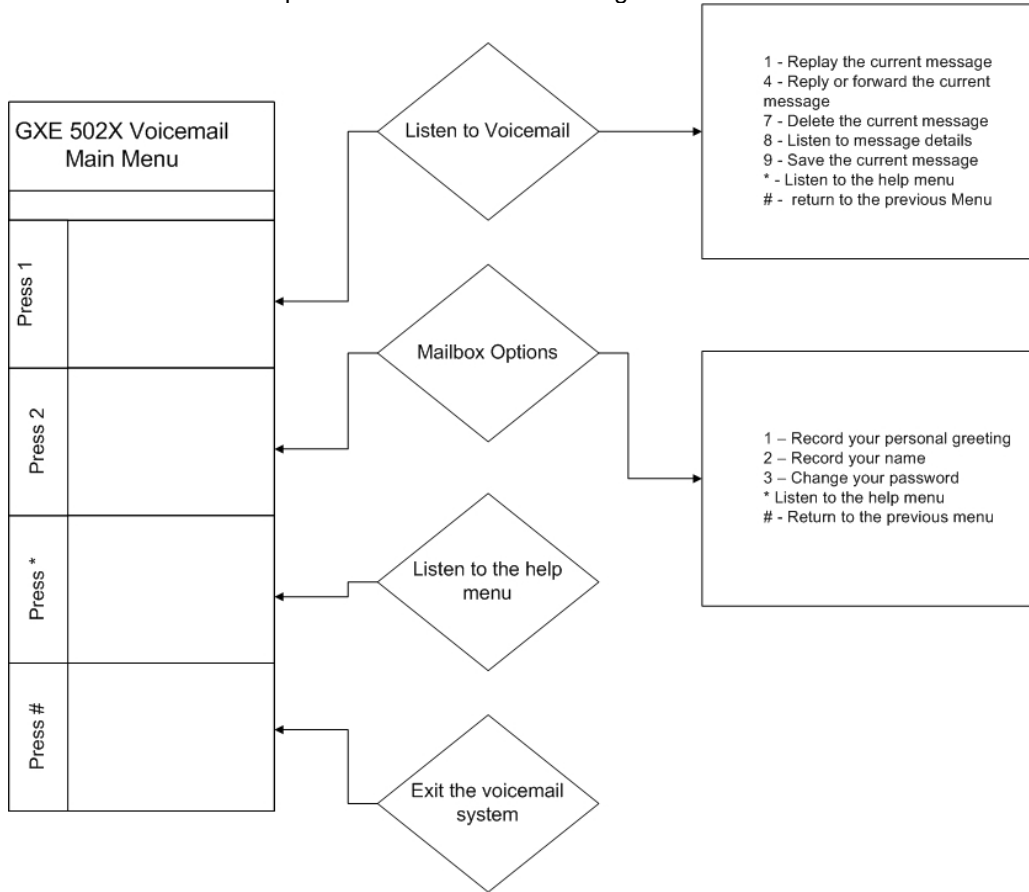 GXE 502X Voicemail
Main Menu
Press 1
Press 2
Press *
Press #
Listen to Voicemail
Mailbox Options
Listen to the help
menu
Exit the voicemail
system
1 - Replay the current message
4 - Reply or forward the current
message
7 - Delete the current message
8 - Listen to message details
9 - Save the current message
* - Listen to the help menu
# -  return to the previous Menu
1 – Record your personal greeting
2 – Record your name
3 – Change your password
* Listen to the help menu
# - Return to the previous menu